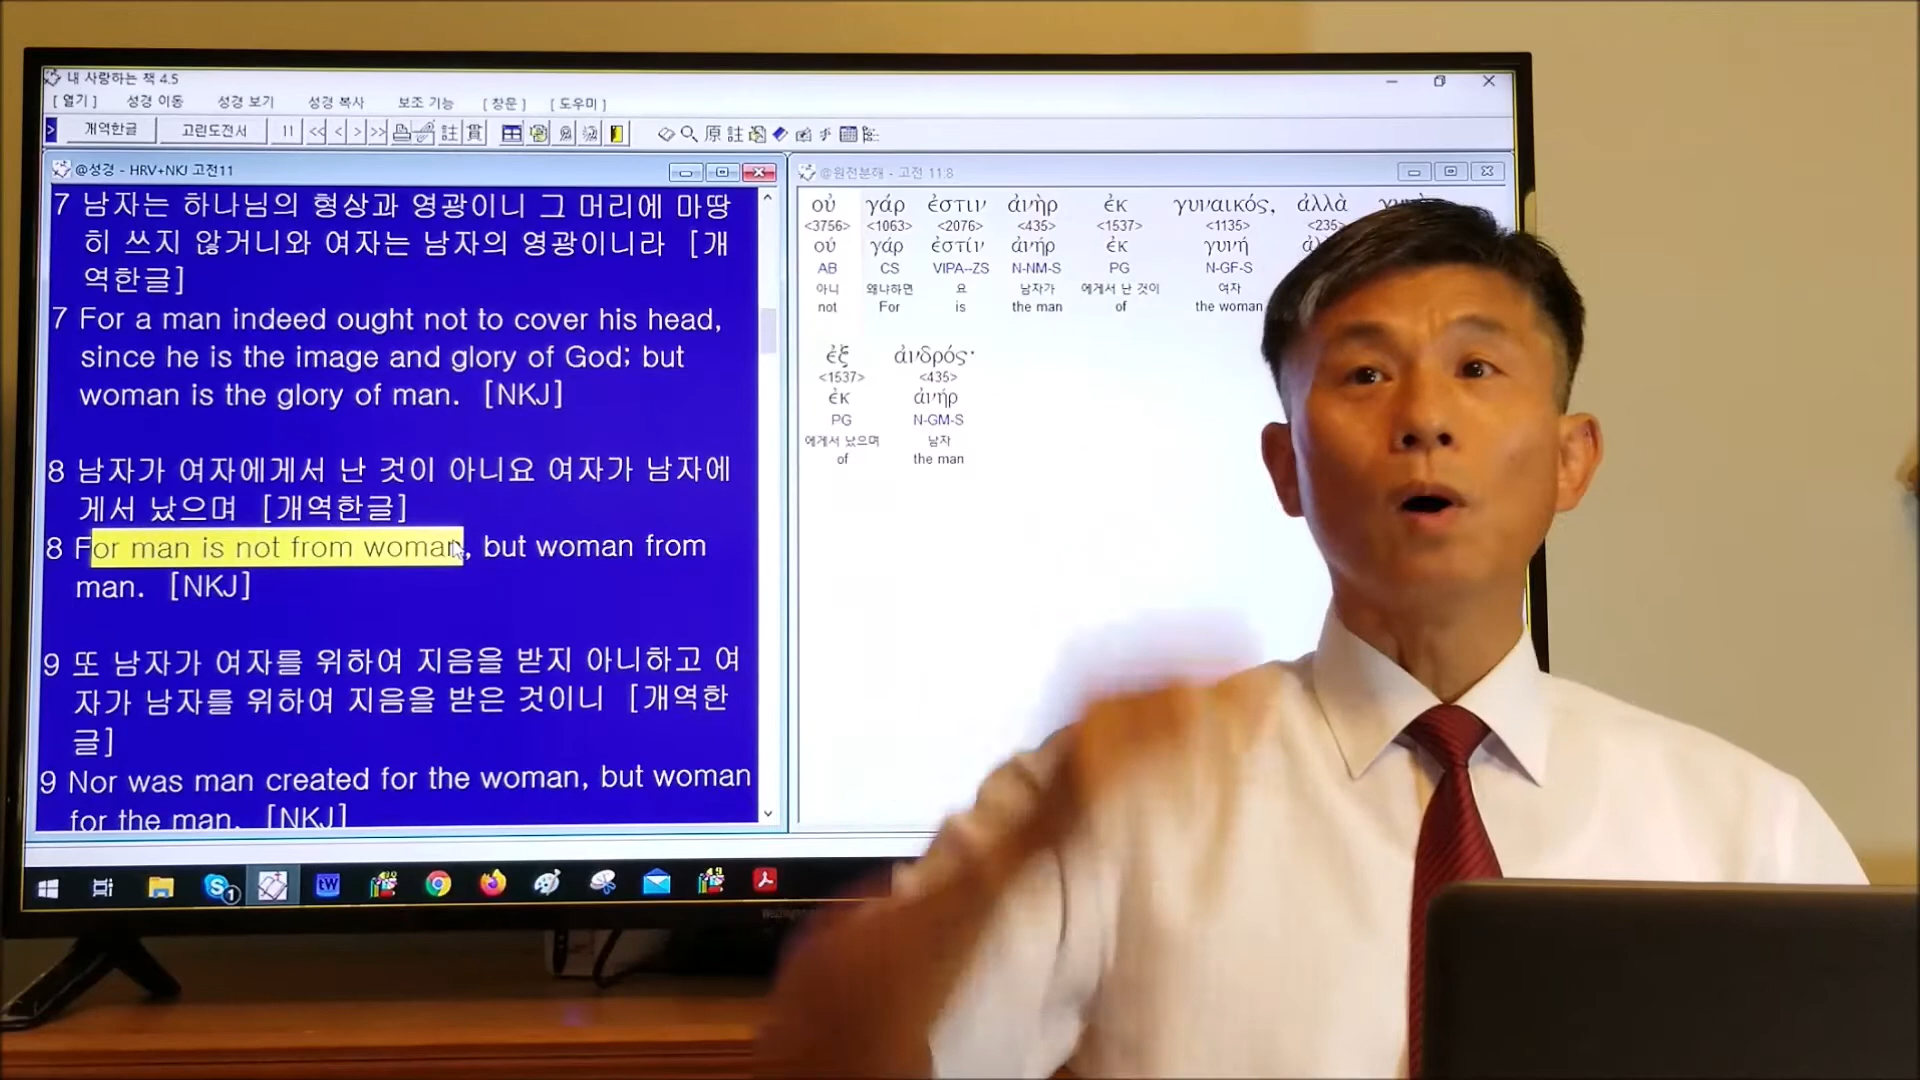 내 사랑하는 책 4.5
[ 열기 ] 성경 이동 성경 보기 성경 복사 보조 기능 [ 창문 ] [ 도우미 ]
개역한글 고린도전서 11 << < > >> 註 貫 原 註
@성경 - HRV+NKJ 고전11
7 남자는 하나님의 형상과 영광이니 그 머리에 마땅
히 쓰지 않거니와 여자는 남자의 영광이니라 [개
역한글]
7 For a man indeed ought not to cover his head,
since he is the image and glory of God; but
woman is the glory of man. [NKJ]
8 남자가 여자에게서 난 것이 아니요 여자가 남자에
게서 났으며 [개역한글]
8 For man is not from woman, but woman from
man. [NKJ]
9 또 남자가 여자를 위하여 지음을 받지 아니하고 여
자가 남자를 위하여 지음을 받은 것이니 [개역한
글]
9 Nor was man created for the woman, but woman
for the man. [NKJ]
@원전분해 - 고전 11:8
οὐ γάρ ἐστιν ἀνὴρ ἐκ γυναικός, ἀλλὰ
<3756> <1063> <2076> <435> <1537> <1135> <235>
οὐ γάρ ἐστίν ἀνήρ ἐκ γυνή
AB CS VIPA--ZS N-NM-S PG N-GF-S
아니 왜냐하면 요 남자가 에게서 난 것이 여자
not For is the man of the woman
ἐξ ἀνδρός·
<1537> <435>
ἐκ ἀνήρ
PG N-GM-S
에게서 났으며 남자
of the man
1 tW